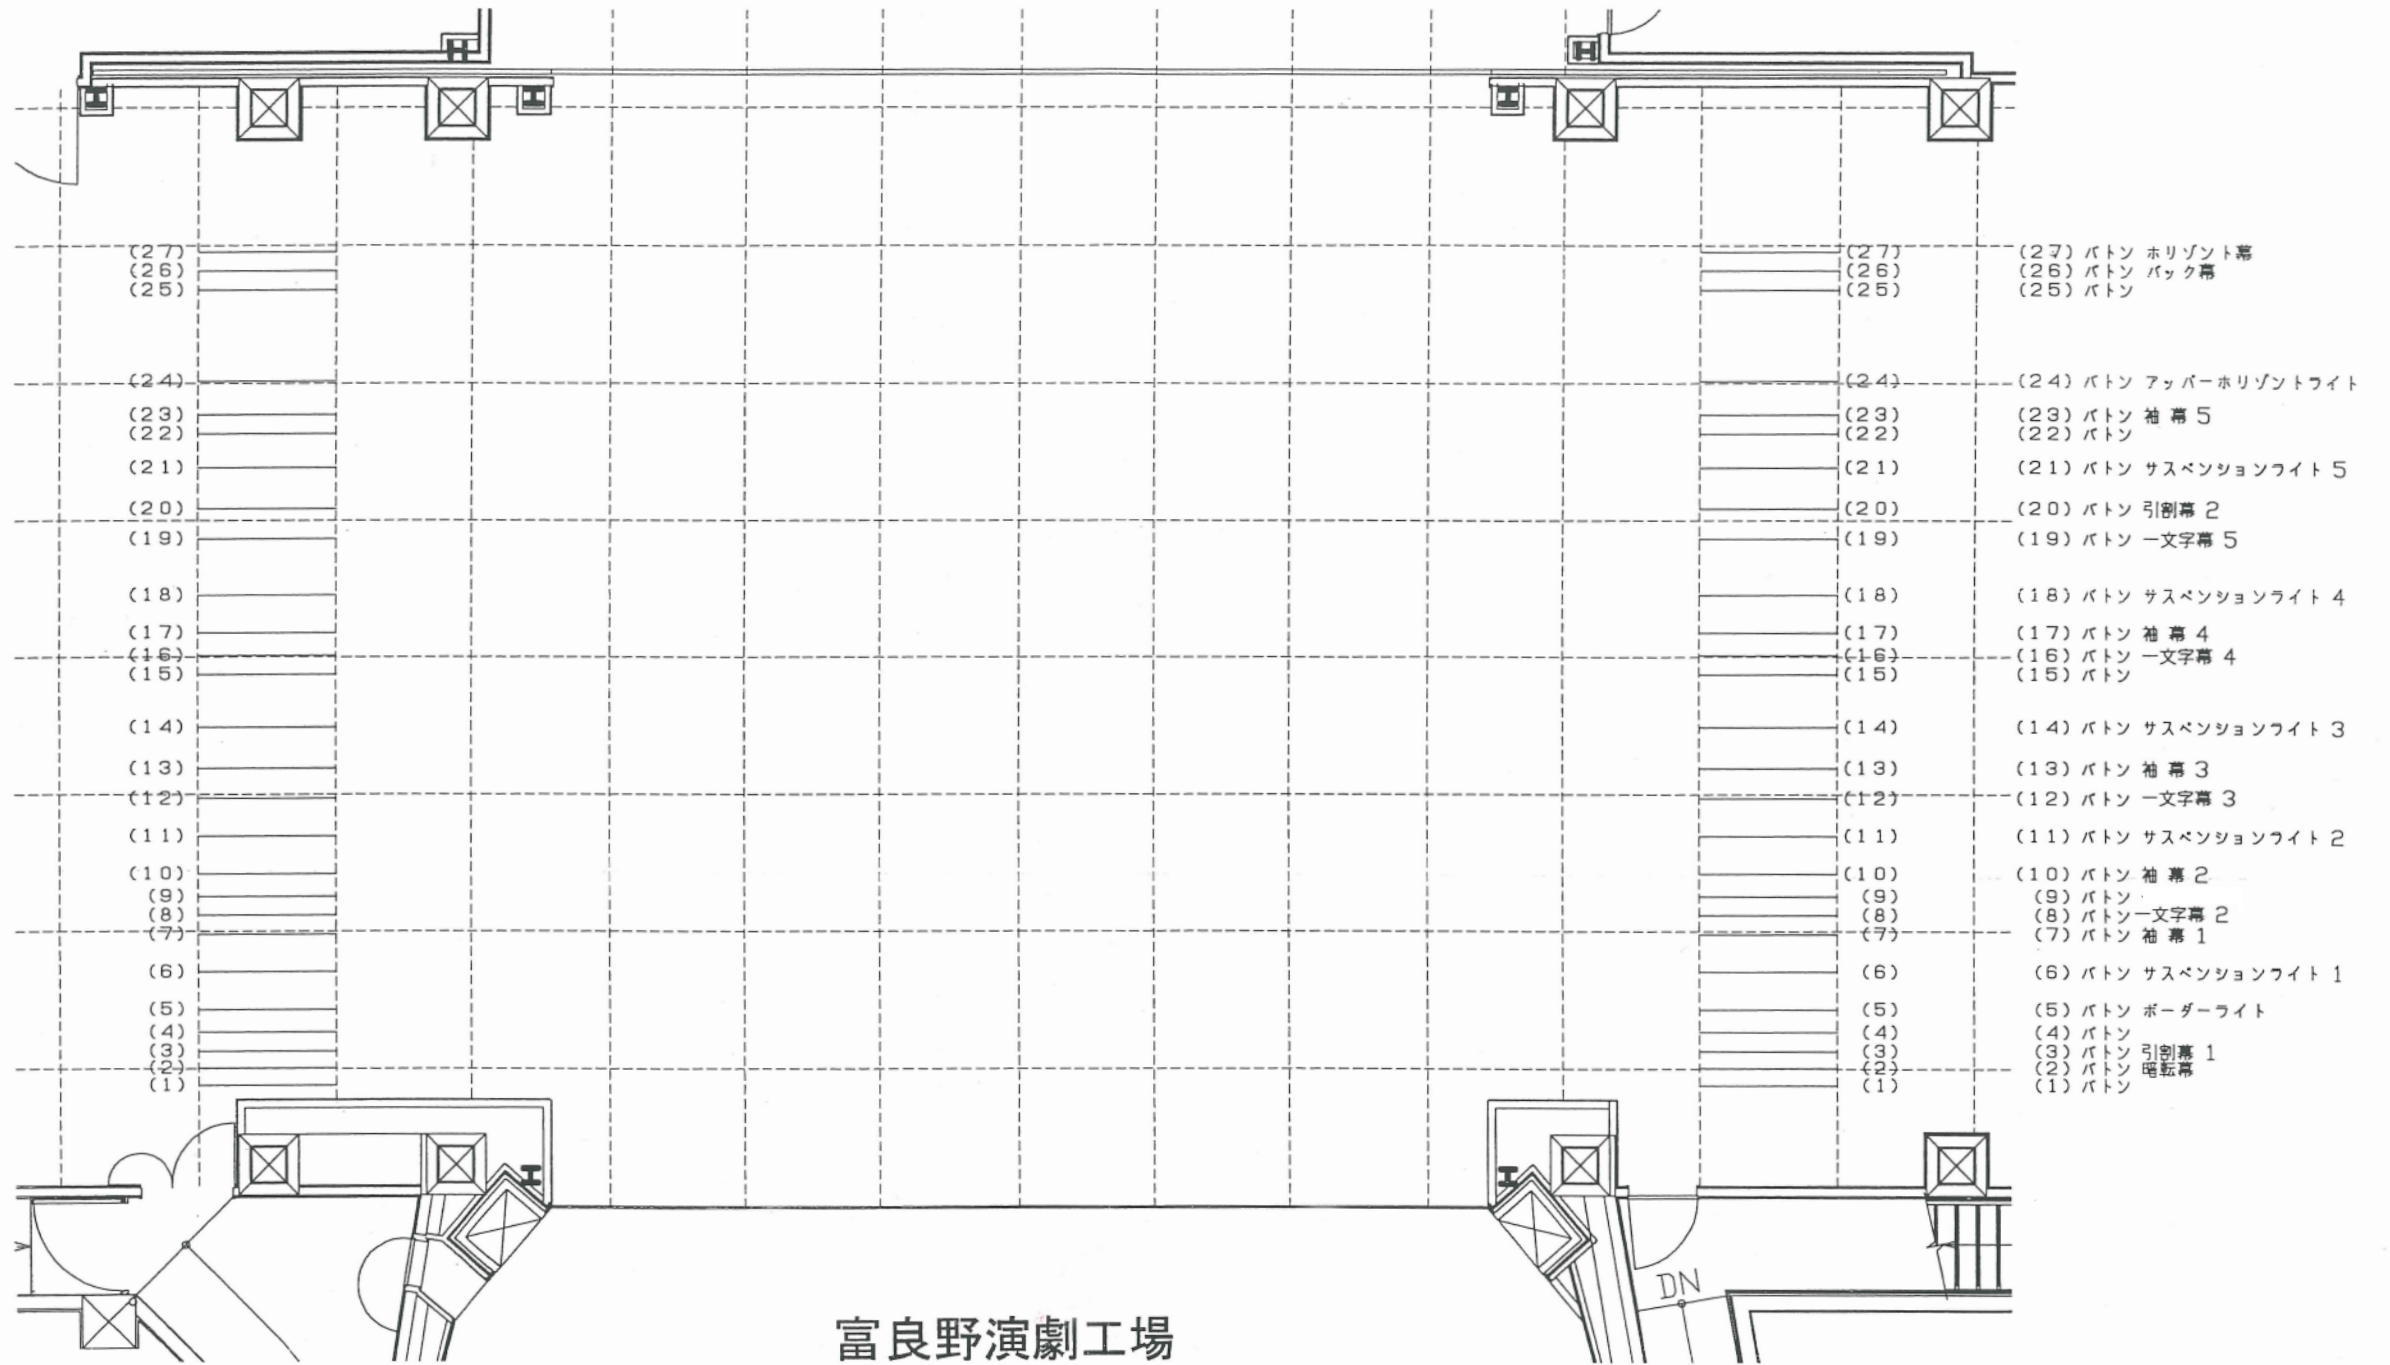 (27) (27) (27) バトン ホリゾント幕
(26) (26) (26) バトン バック幕
(25) (25) (25) バトン
(24) (24) (24) バトン アッパーホリゾントライト
(23) (23) (23) バトン 袖 幕 5
(22) (22) (22) バトン
(21) (21) (21) バトン サスペンションライト 5
(20) (20) (20) バトン 引割幕 2
(19) (19) (19) バトン 一文字幕 5
(18) (18) (18) バトン サスペンションライト 4
(17) (17) (17) バトン 袖 幕 4
(16) (16) (16) バトン 一文字幕 4
(15) (15) (15) バトン
(14) (14) (14) バトン サスペンションライト 3
(13) (13) (13) バトン 袖 幕 3
(12) (12) (12) バトン 一文字幕 3
(11) (11) (11) バトン サスペンションライト 2
(10) (10) (10) バトン 袖 幕 2
(9) (9) (9) バトン
(8) (8) (8) バトン 一文字幕 2
(7) (7) (7) バトン 袖 幕 1
(6) (6) (6) バトン サスペンションライト 1
(5) (5) (5) バトン ボーダーライト
(4) (4) (4) バトン
(3) (3) (3) バトン 引割幕 1
(2) (2) (2) バトン 暗転幕
(1) (1) (1) バトン
DN
富良野演劇工場